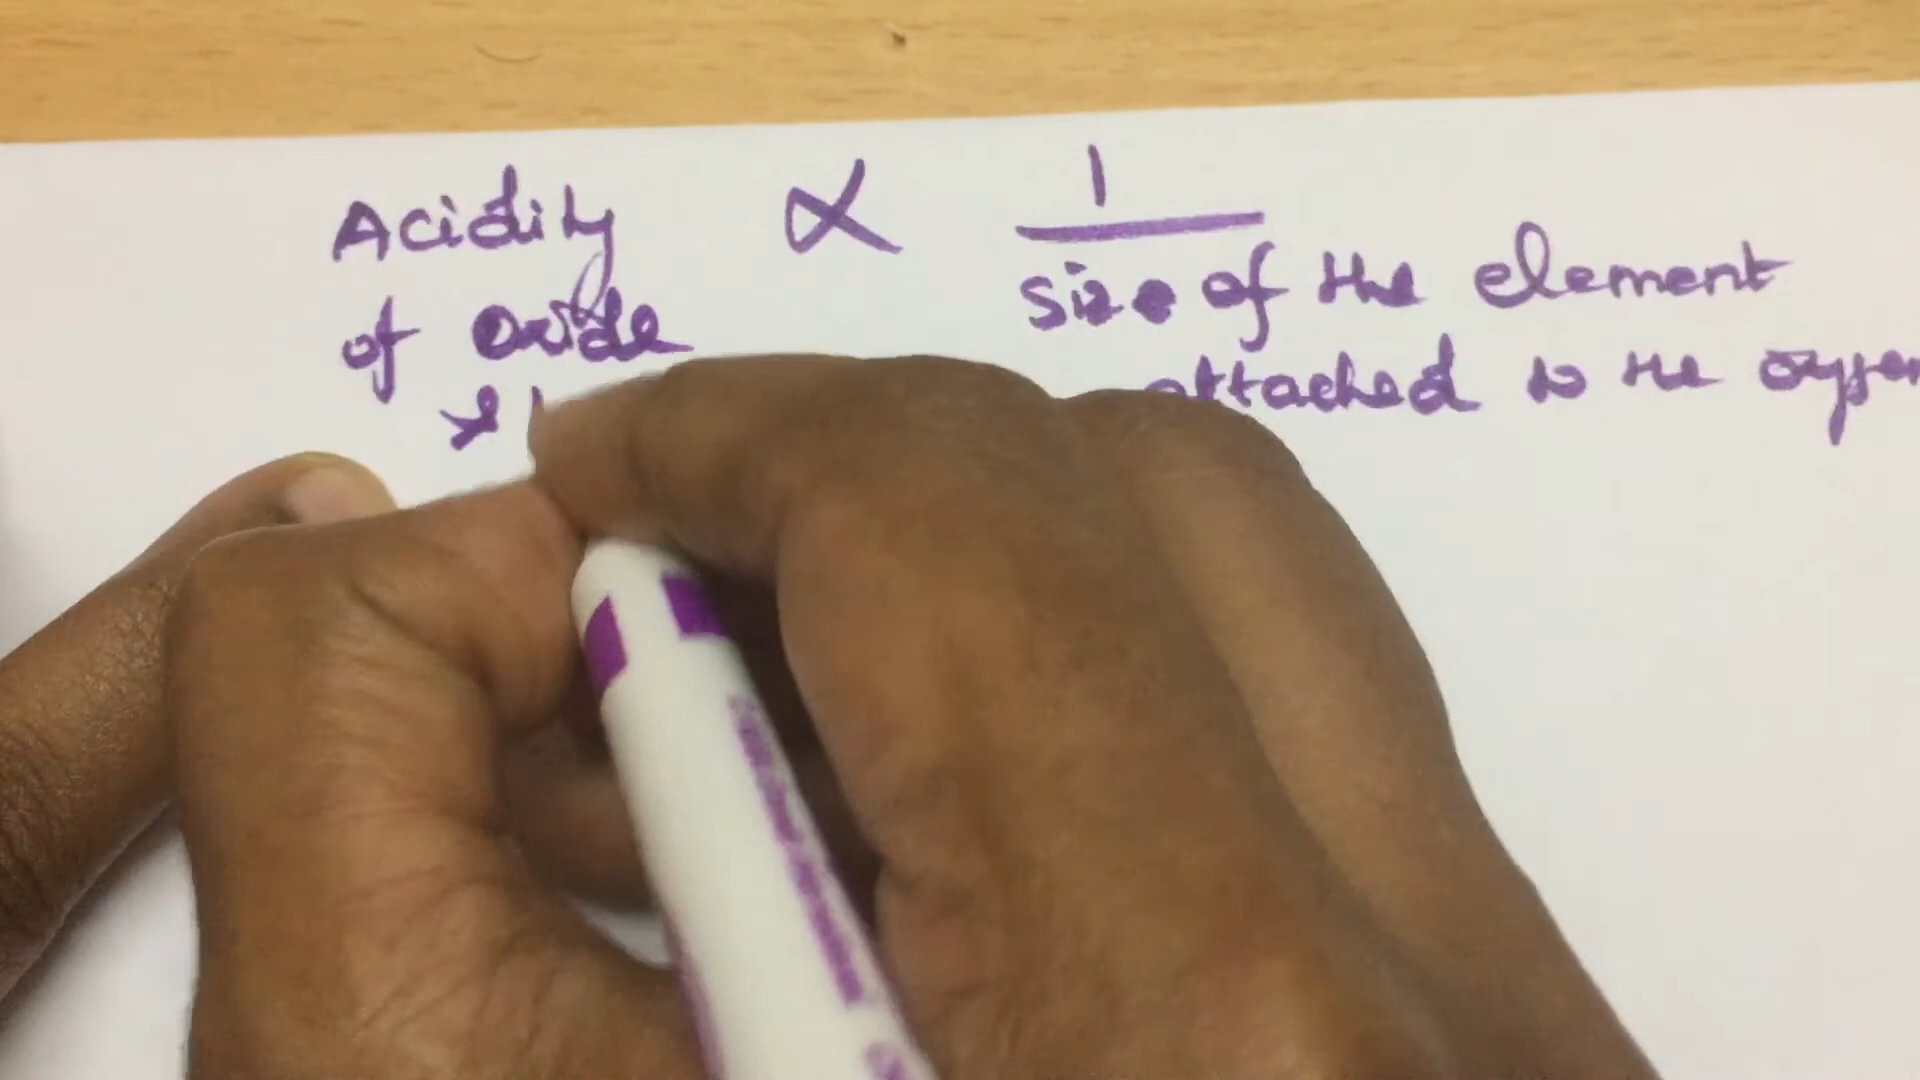 Acidity ∝ 1
size of the element
of oxide
attached to the oxygen